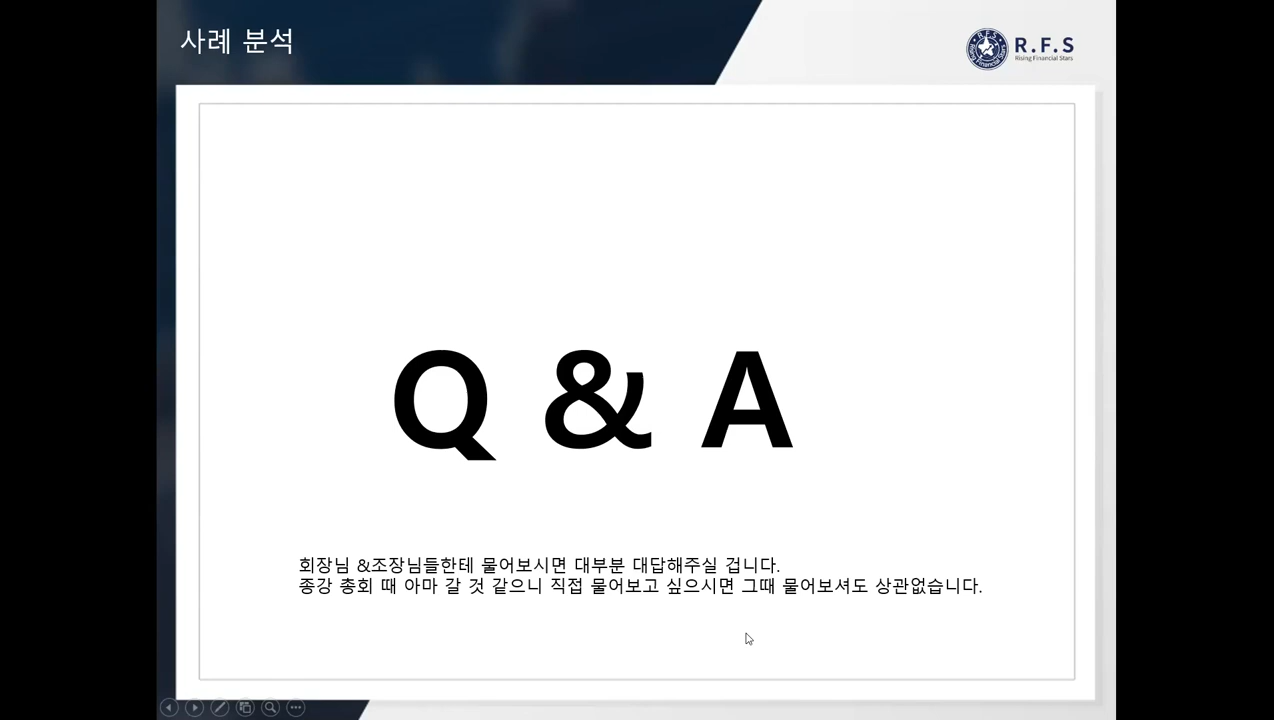 사례 분석
R.F.S
Rising Financial Stars
Q & A
회장님 &조장님들한테 물어보시면 대부분 대답해주실 겁니다.
종강 총회 때 아마 갈 것 같으니 직접 물어보고 싶으시면 그때 물어보셔도 상관없습니다.